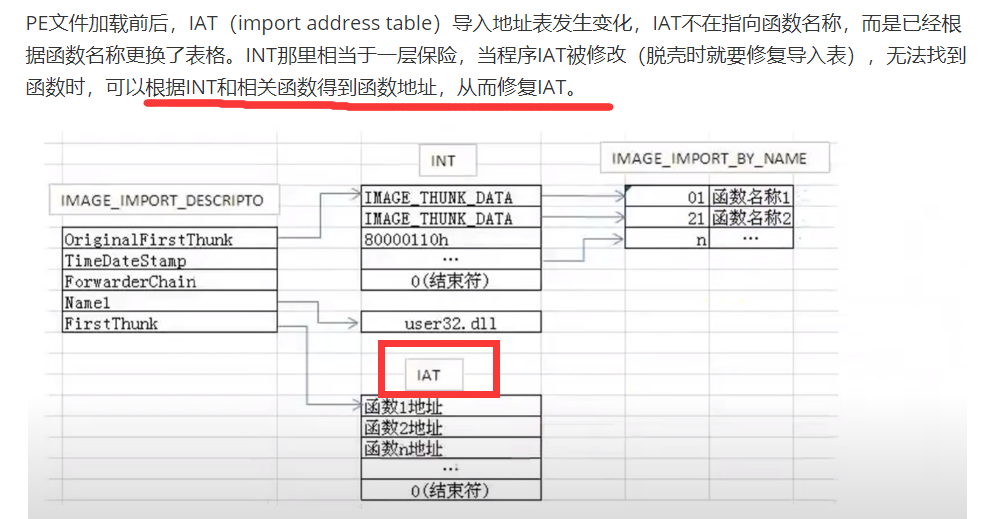 PE文件加载前后，IAT（import address table）导入地址表发生变化，IAT不在指向函数名称，而是已经根
据函数名称更换了表格。INT那里相当于一层保险，当程序IAT被修改（脱壳时就要修复导入表），无法找到
函数时，可以根据INT和相关函数得到函数地址，从而修复IAT。
INT
IMAGE_IMPORT_BY_NAME
IMAGE_IMPORT_DESCRIPTO
OriginalFirstThunk
TimeDateStamp
ForwarderChain
Name1
FirstThunk
IMAGE_THUNK_DATA
IMAGE_THUNK_DATA
80000110h
...
0(结束符)
01 函数名称1
21 函数名称2
n ...
user32.dll
IAT
函数1地址
函数2地址
函数n地址
...
0(结束符)